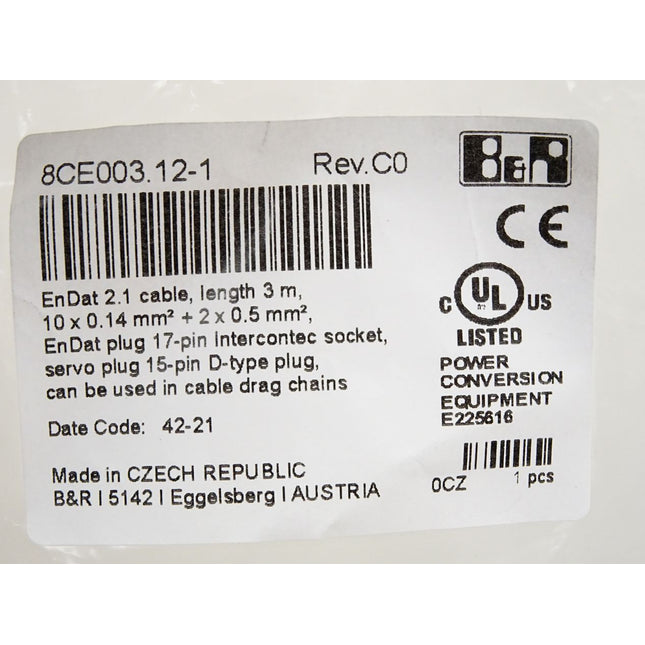 8CE003.12-1 Rev.C0 B&R
CE
EnDat 2.1 cable, length 3 m,
10 x 0.14 mm² + 2 x 0.5 mm²,
EnDat plug 17-pin Intercontec socket,
servo plug 15-pin D-type plug,
can be used in cable drag chains
C UL US
LISTED
POWER
CONVERSION
EQUIPMENT
E225616
Date Code: 42-21
Made in CZECH REPUBLIC
B&R I 5142 I Eggelsberg I AUSTRIA
0CZ 1 pcs